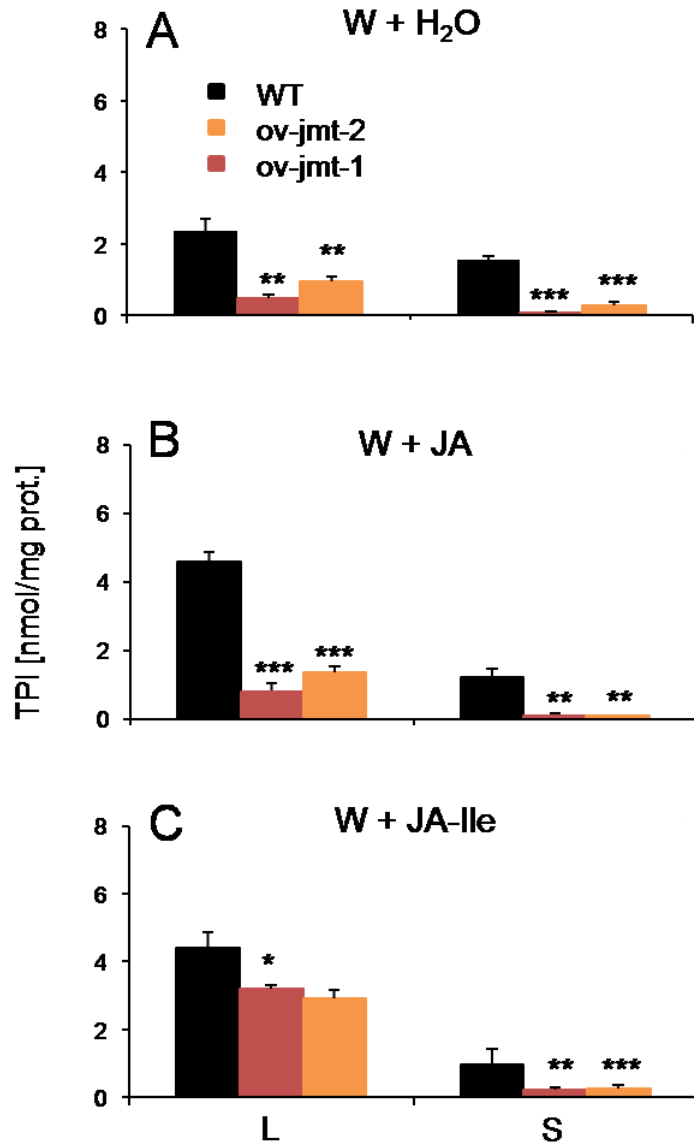 A
W + H₂O
8
6
4
2
0
WT
ov-jmt-2
ov-jmt-1
**
**
***
***
TPI [nmol/mg prot.]
B
W + JA
8
6
4
2
0
***
***
**
**
C
W + JA-Ile
8
6
4
2
0
*
**
***
L
S